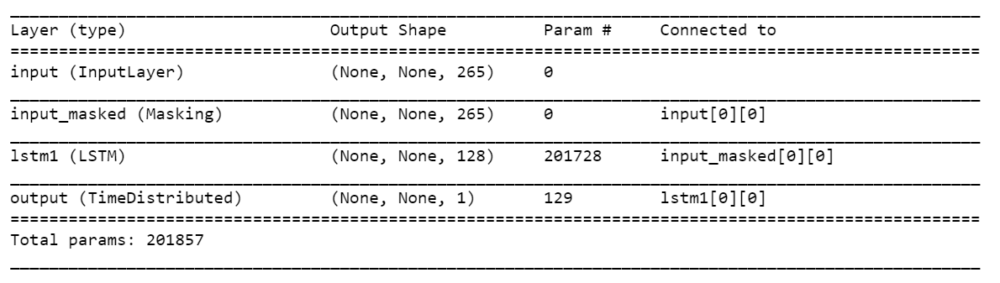 Layer (type)                     Output Shape          Param #     Connected to
====================================================================================================
input (InputLayer)               (None, None, 265)     0
____________________________________________________________________________________________________
input_masked (Masking)           (None, None, 265)     0           input[0][0]
____________________________________________________________________________________________________
lstm1 (LSTM)                     (None, None, 128)     201728      input_masked[0][0]
____________________________________________________________________________________________________
output (TimeDistributed)         (None, None, 1)       129         lstm1[0][0]
====================================================================================================
Total params: 201857
____________________________________________________________________________________________________